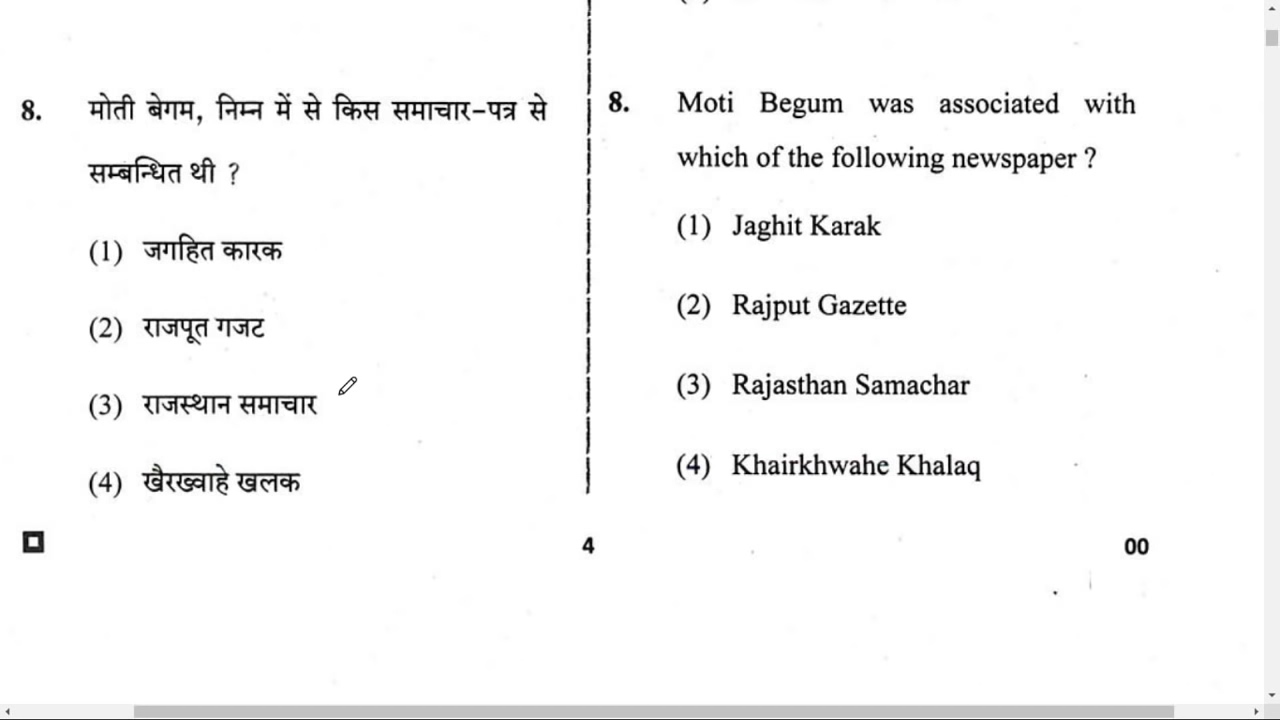 8. मोती बेगम, निम्न में से किस समाचार-पत्र से
सम्बन्धित थी ?
(1) जगहित कारक
(2) राजपूत गजट
(3) राजस्थान समाचार
(4) खैरख्वाहे खलक
8. Moti Begum was associated with
which of the following newspaper ?
(1) Jaghit Karak
(2) Rajput Gazette
(3) Rajasthan Samachar
(4) Khairkhwahe Khalaq
4
00